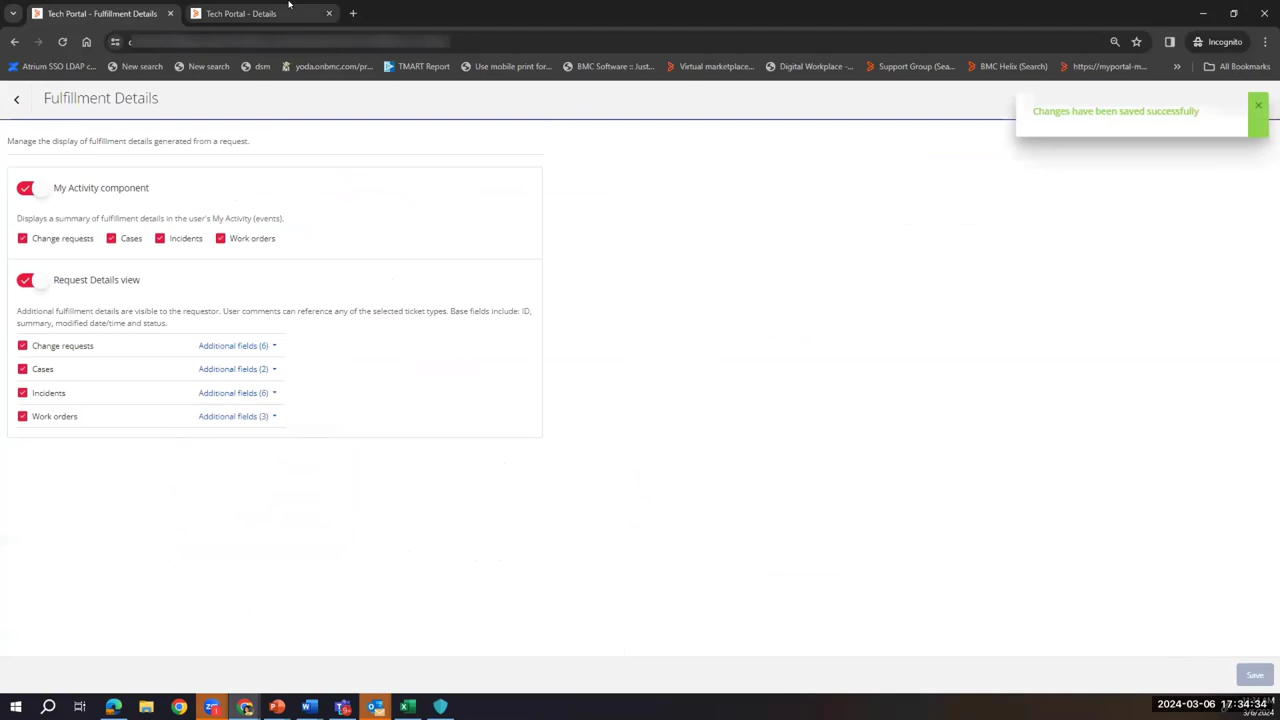 Tech Portal - Fulfillment Details
Tech Portal - Details
Incognito
Atrium SSO LDAP c...
New search
New search
dsm
yoda.onbmc.com/pr...
TMART Report
Use mobile print for...
BMC Software :: Just...
Virtual marketplace...
Digital Workplace -...
Support Group (Sea...
BMC Helix (Search)
https://myportal-m...
All Bookmarks
Fulfillment Details
Changes have been saved successfully
Manage the display of fulfillment details generated from a request.
My Activity component
Displays a summary of fulfillment details in the user's My Activity (events).
Change requests Cases Incidents Work orders
Request Details view
Additional fulfillment details are visible to the requestor. User comments can reference any of the selected ticket types. Base fields include: ID,
summary, modified date/time and status.
Change requests Additional fields (6)
Cases Additional fields (2)
Incidents Additional fields (6)
Work orders Additional fields (3)
Save
2024-03-06 17:34:34
3/6/2024